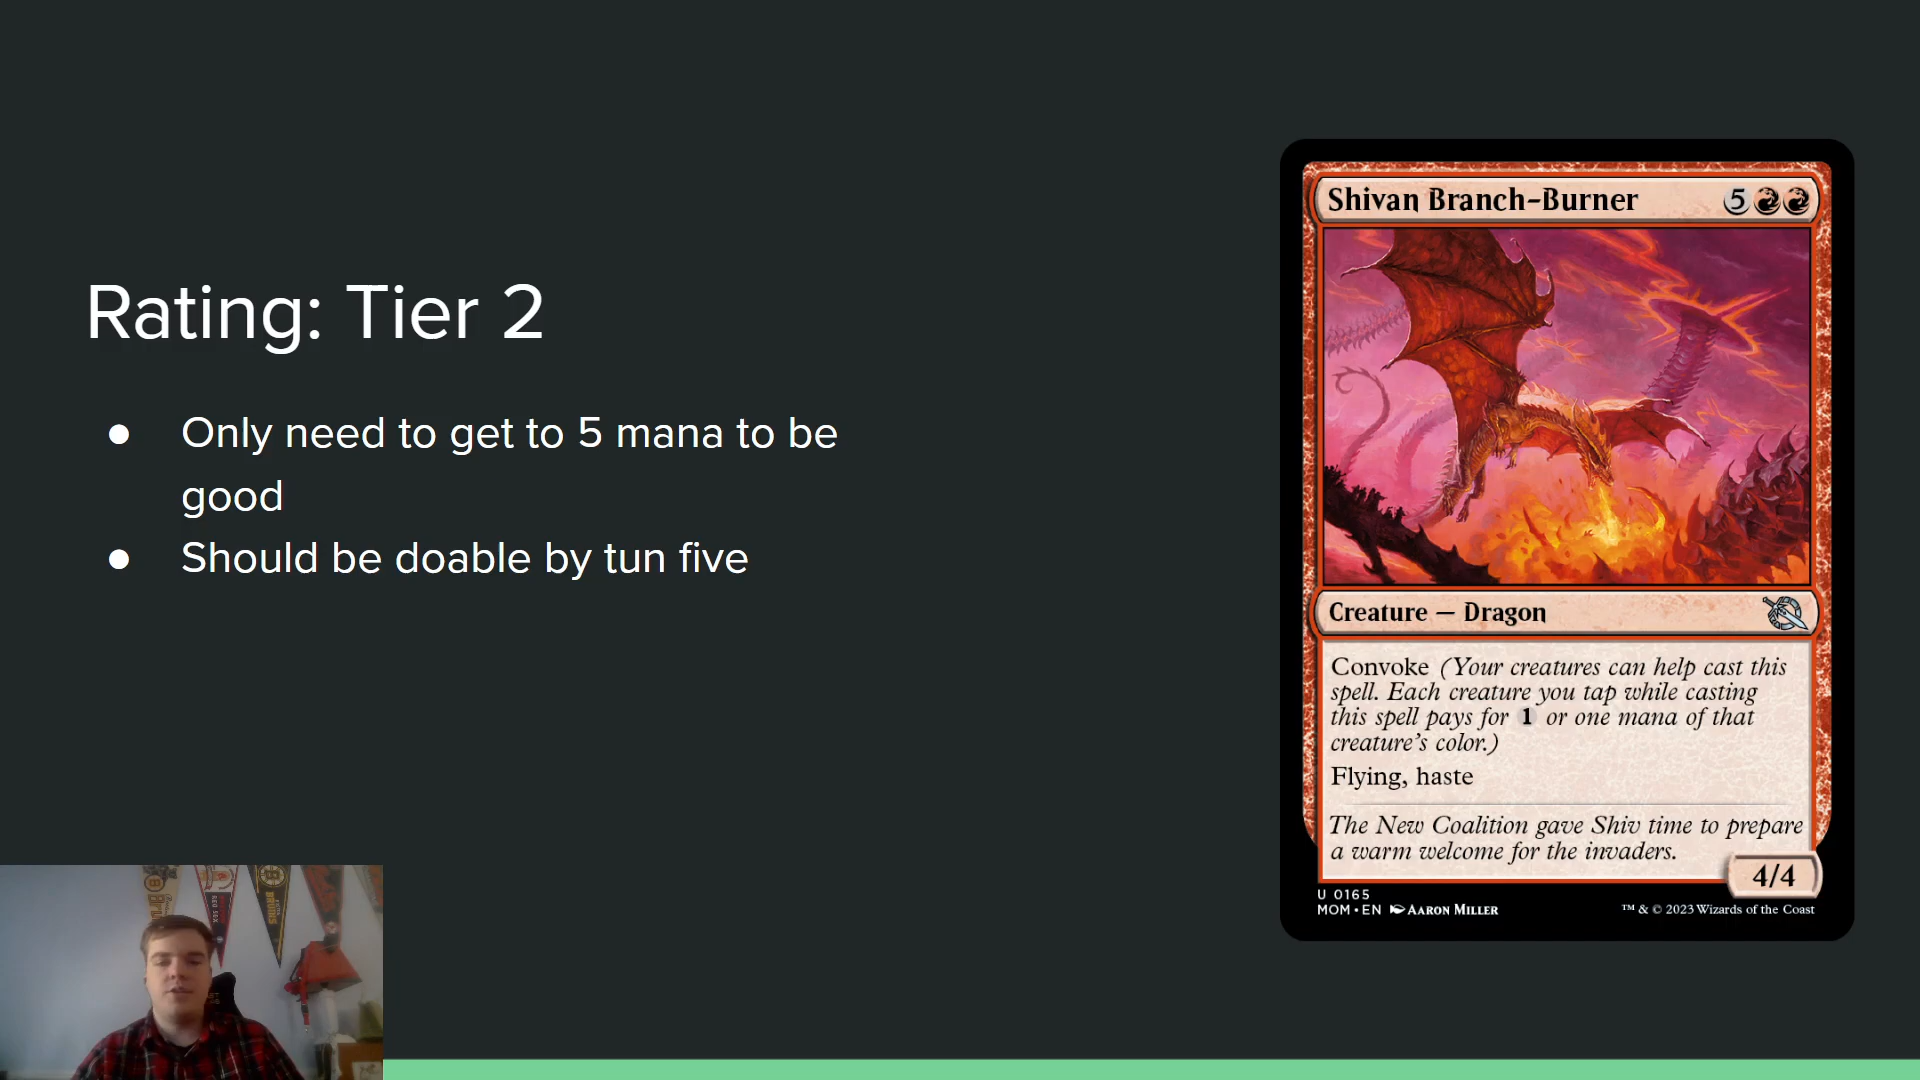 Rating: Tier 2
● Only need to get to 5 mana to be
good
● Should be doable by tun five
Shivan Branch-Burner 5
Creature — Dragon
Convoke (Your creatures can help cast this
spell. Each creature you tap while casting
this spell pays for 1 or one mana of that
creature's color.)
Flying, haste
The New Coalition gave Shiv time to prepare
a warm welcome for the invaders.
4/4
U 0165
MOM • EN AARON MILLER
™ & © 2023 Wizards of the Coast
RED SOX
BRUINS